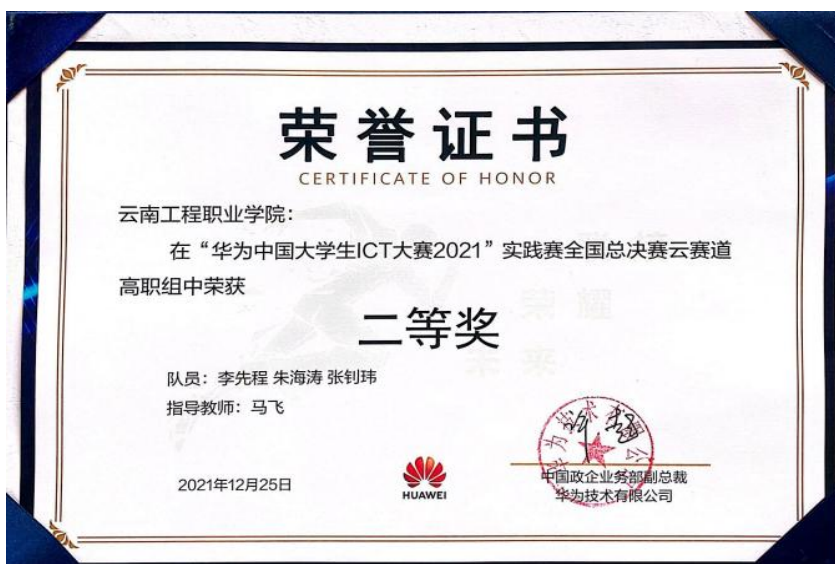 荣誉证书
CERTIFICATE OF HONOR
云南工程职业学院：
在“华为中国大学生ICT大赛2021”实践赛全国总决赛云赛道
高职组中荣获
荣耀
二等奖
未来
队员：李先程 朱海涛 张钊玮
指导教师：马飞
2021年12月25日
HUAWEI
中国政企业务部副总裁
华为技术有限公司